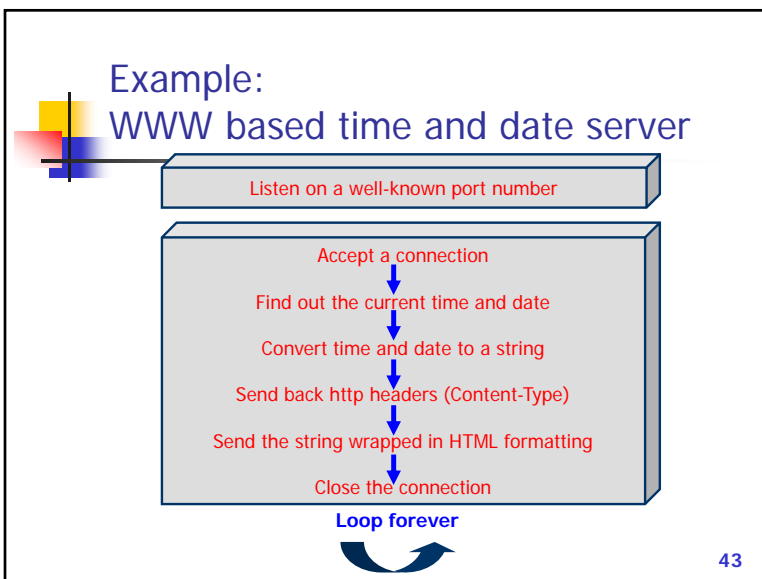 Example:
WWW based time and date server
Listen on a well-known port number
Accept a connection
Find out the current time and date
Convert time and date to a string
Send back http headers (Content-Type)
Send the string wrapped in HTML formatting
Close the connection
Loop forever
43